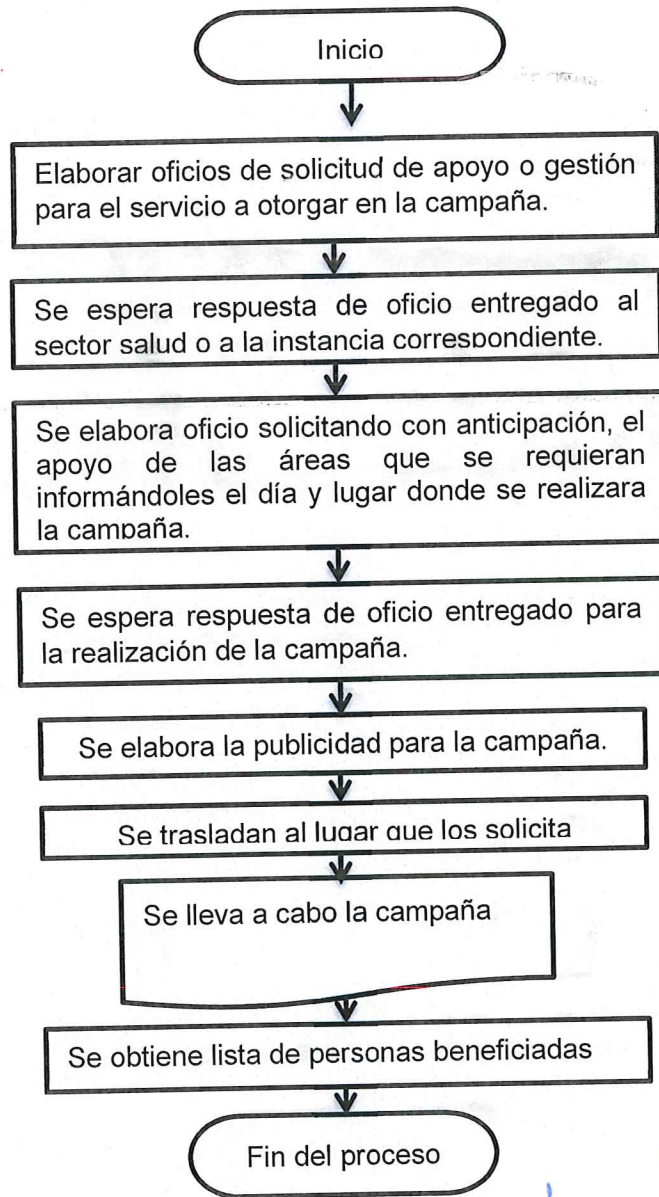 Inicio
Elaborar oficios de solicitud de apoyo o gestión
para el servicio a otorgar en la campaña.
Se espera respuesta de oficio entregado al
sector salud o a la instancia correspondiente.
Se elabora oficio solicitando con anticipación, el
apoyo de las áreas que se requieran
informándoles el día y lugar donde se realizara
la campaña.
Se espera respuesta de oficio entregado para
la realización de la campaña.
Se elabora la publicidad para la campaña.
Se trasladan al lugar que los solicita
Se lleva a cabo la campaña
Se obtiene lista de personas beneficiadas
Fin del proceso